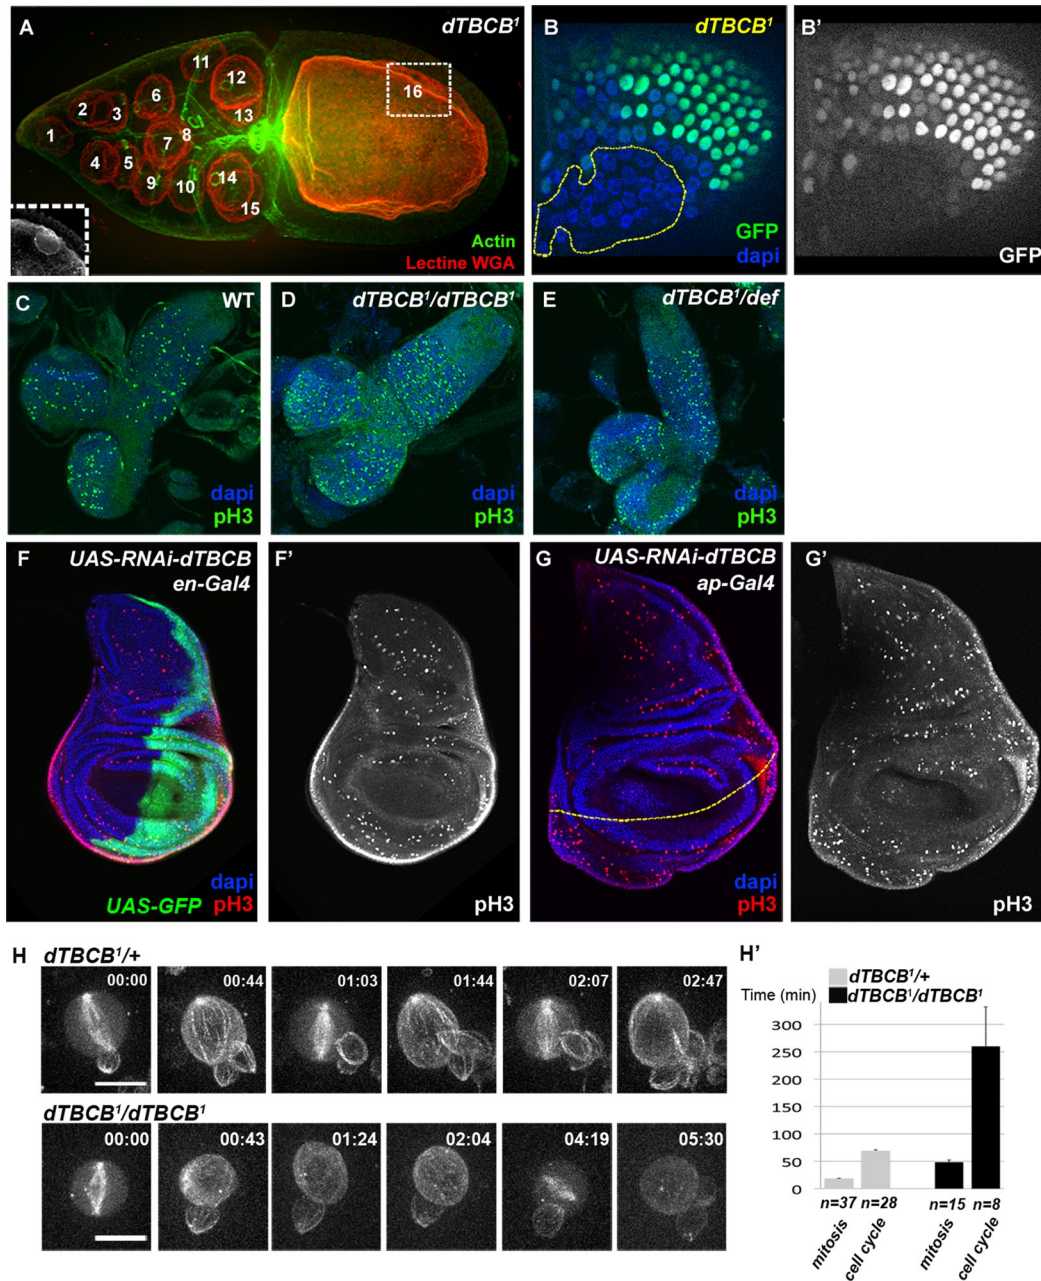 A
dTBCB¹
11
12
2
3
6
13
16
1
7
8
4
5
9
10
14
15
Actin
Lectine WGA
B
dTBCB¹
GFP
dapi
B’
GFP
C
WT
dapi
pH3
D
dTBCB¹/dTBCB¹
dapi
pH3
E
dTBCB¹/def
dapi
pH3
F
UAS-RNAi-dTBCB
en-Gal4
dapi
UAS-GFP pH3
F’
pH3
G
UAS-RNAi-dTBCB
ap-Gal4
dapi
pH3
G’
pH3
H
dTBCB¹/+
00:00
00:44
01:03
01:44
02:07
02:47
dTBCB¹/dTBCB¹
00:00
00:43
01:24
02:04
04:19
05:30
H’
dTBCB¹/+
dTBCB¹/dTBCB¹
Time (min)
300
250
200
150
100
50
0
n=37 n=28 n=15 n=8
mitosis
cell cycle
mitosis
cell cycle